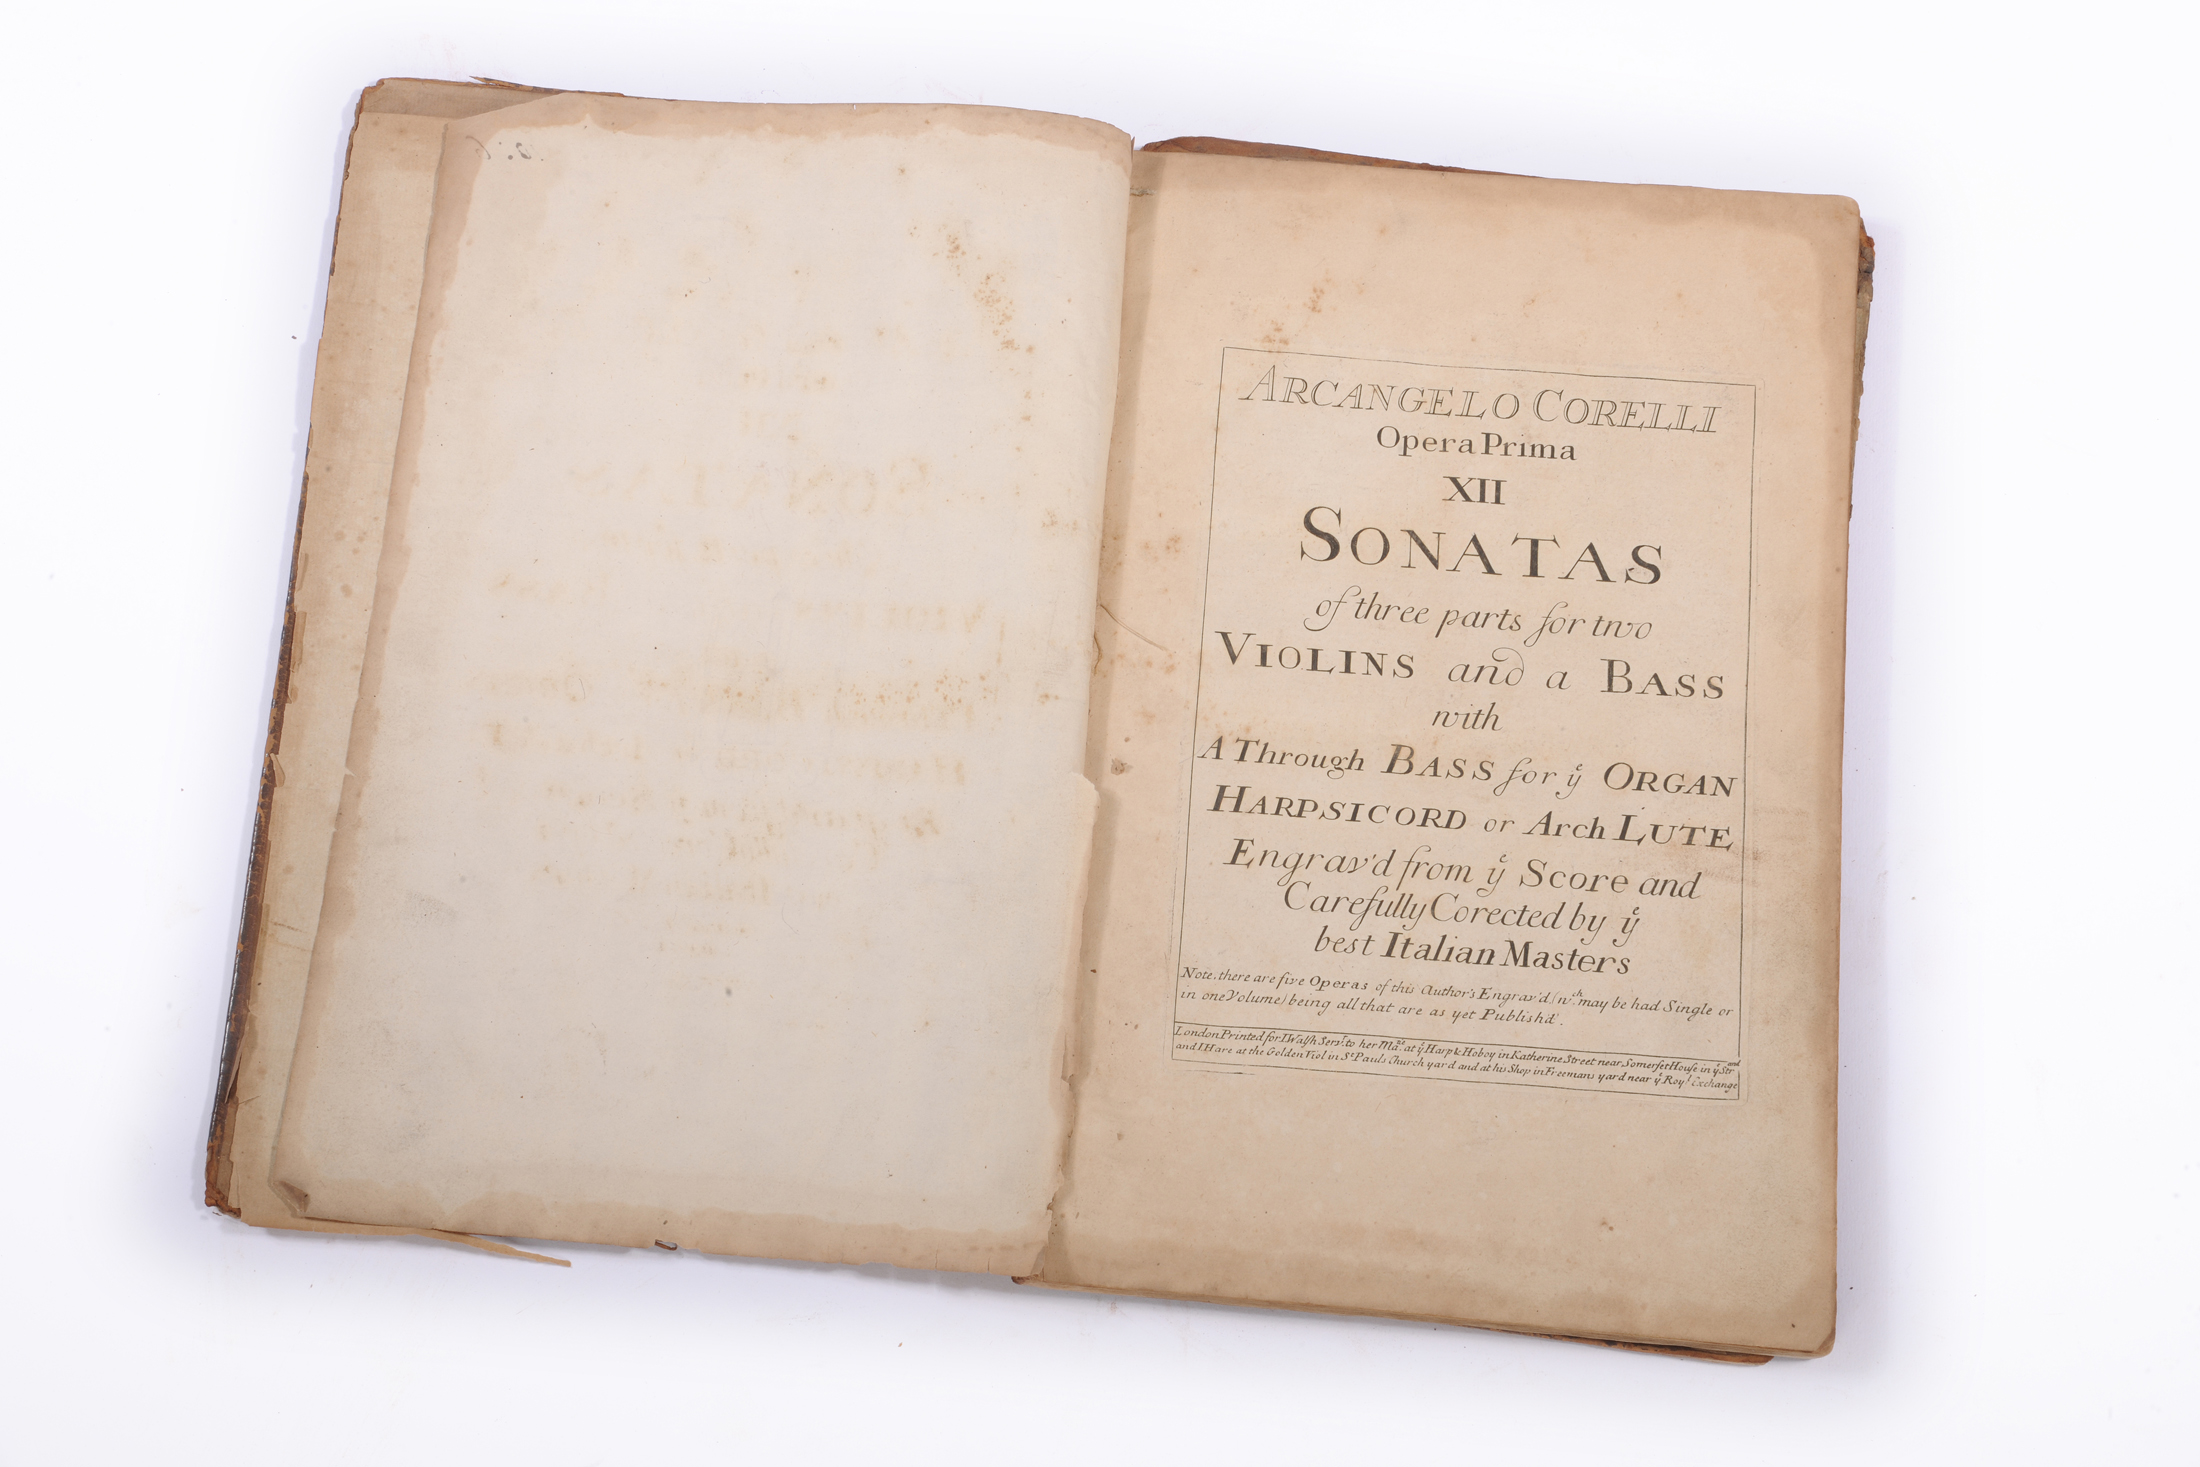 ARCANGELO CORELLI
Opera Prima
XII
SONATAS
of three parts for two
VIOLINS and a BASS
with
A Through BASS for yͤ ORGAN
HARPSICORD or Arch LUTE
Engrav'd from yͤ Score and
Carefully Corected by yͤ
best Italian Masters
Note, there are five Operas of this Author's Engrav'd, (wᶜʰ may be had Single or
in one Volume) being all that are as yet Publish'd.
London Printed for I Walſh Servᵗ to her Maᵗⁱᵉ at yͤ Harp & Hoboy in Katherine Street near Somerſet Houſe in yͤ Strand
and I Hare at the Golden Viol in Sᵗ Pauls Church yard and at his Shop in Freemans yard near yͤ Royˡ Exchange